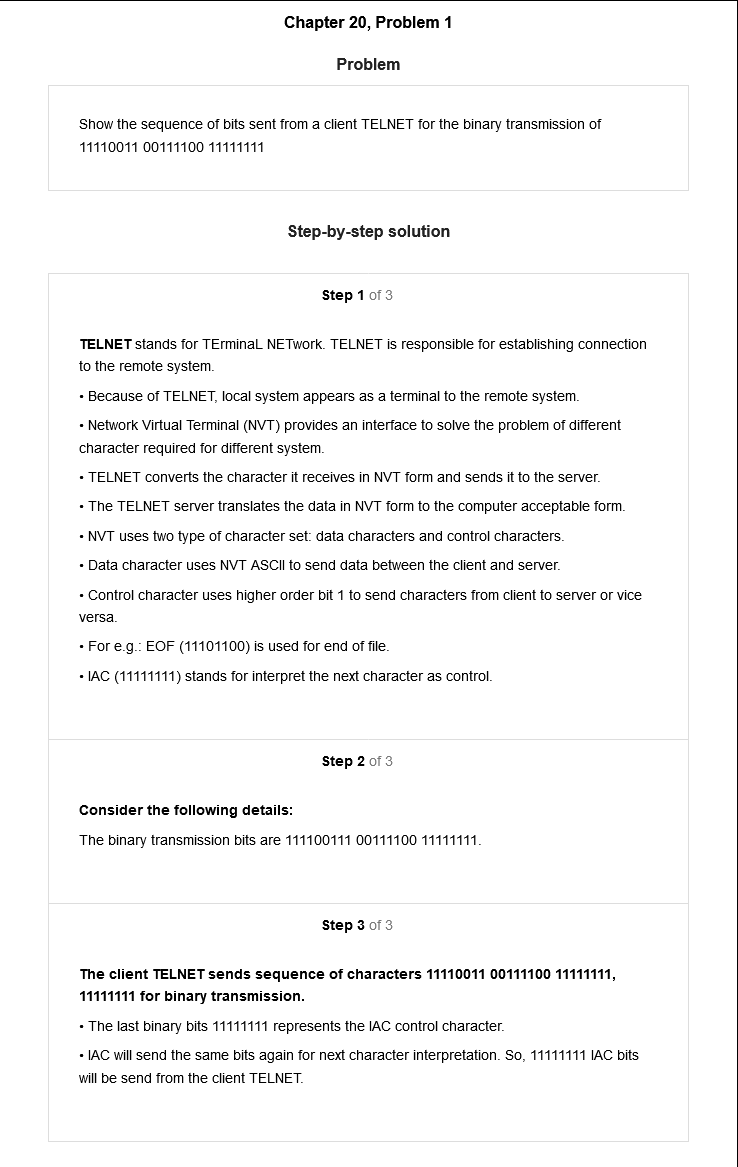 Chapter 20, Problem 1
Problem
Show the sequence of bits sent from a client TELNET for the binary transmission of
11110011 00111100 11111111
Step-by-step solution
Step 1 of 3
TELNET stands for TErminaL NETwork. TELNET is responsible for establishing connection
to the remote system.
• Because of TELNET, local system appears as a terminal to the remote system.
• Network Virtual Terminal (NVT) provides an interface to solve the problem of different
character required for different system.
• TELNET converts the character it receives in NVT form and sends it to the server.
• The TELNET server translates the data in NVT form to the computer acceptable form.
• NVT uses two type of character set: data characters and control characters.
• Data character uses NVT ASCII to send data between the client and server.
• Control character uses higher order bit 1 to send characters from client to server or vice
versa.
• For e.g.: EOF (11101100) is used for end of file.
• IAC (11111111) stands for interpret the next character as control.
Step 2 of 3
Consider the following details:
The binary transmission bits are 111100111 00111100 11111111.
Step 3 of 3
The client TELNET sends sequence of characters 11110011 00111100 11111111,
11111111 for binary transmission.
• The last binary bits 11111111 represents the IAC control character.
• IAC will send the same bits again for next character interpretation. So, 11111111 IAC bits
will be send from the client TELNET.